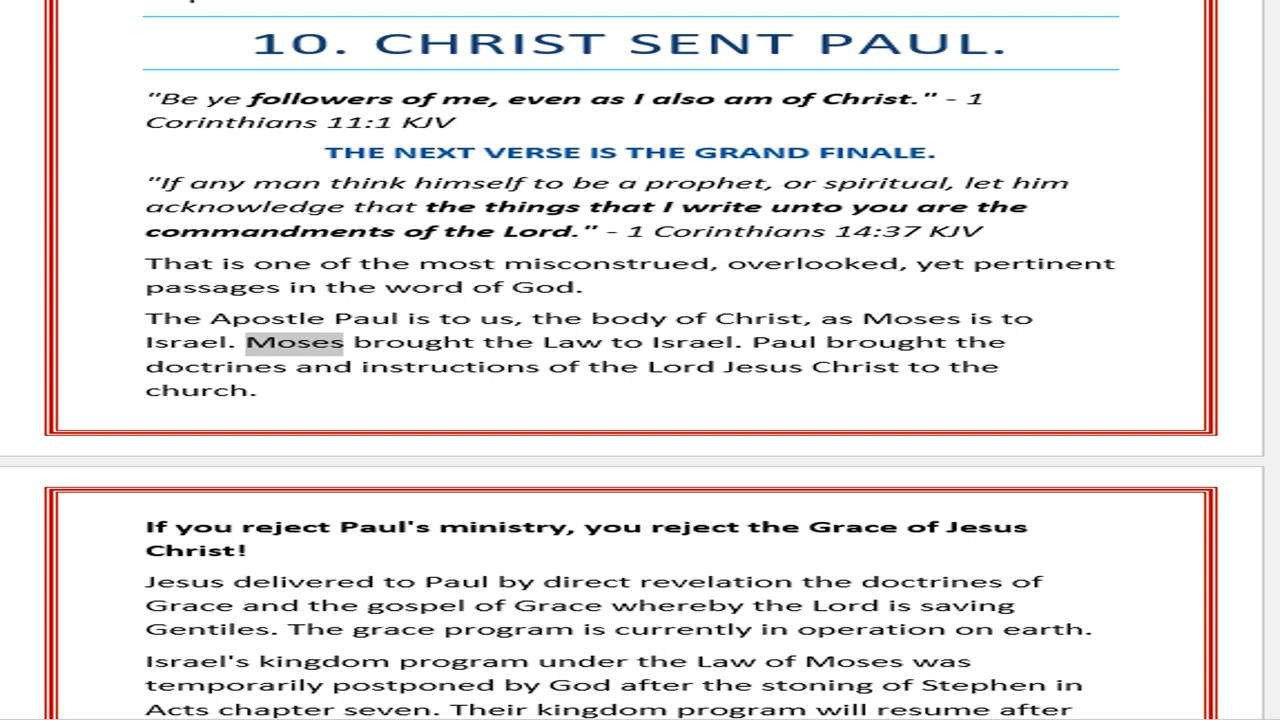 10. CHRIST SENT PAUL.
"Be ye followers of me, even as I also am of Christ." - 1
Corinthians 11:1 KJV
THE NEXT VERSE IS THE GRAND FINALE.
"If any man think himself to be a prophet, or spiritual, let him
acknowledge that the things that I write unto you are the
commandments of the Lord." - 1 Corinthians 14:37 KJV
That is one of the most misconstrued, overlooked, yet pertinent
passages in the word of God.
The Apostle Paul is to us, the body of Christ, as Moses is to
Israel. Moses brought the Law to Israel. Paul brought the
doctrines and instructions of the Lord Jesus Christ to the
church.
If you reject Paul's ministry, you reject the Grace of Jesus
Christ!
Jesus delivered to Paul by direct revelation the doctrines of
Grace and the gospel of Grace whereby the Lord is saving
Gentiles. The grace program is currently in operation on earth.
Israel's kingdom program under the Law of Moses was
temporarily postponed by God after the stoning of Stephen in
Acts chapter seven. Their kingdom program will resume after